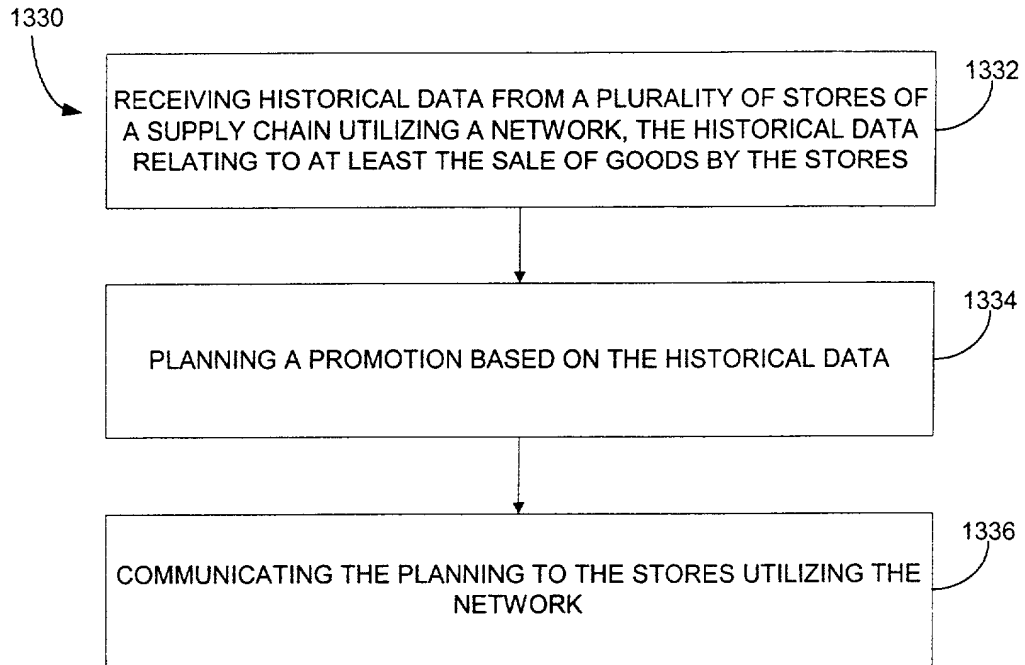 1330
1332
RECEIVING HISTORICAL DATA FROM A PLURALITY OF STORES OF
A SUPPLY CHAIN UTILIZING A NETWORK, THE HISTORICAL DATA
RELATING TO AT LEAST THE SALE OF GOODS BY THE STORES
1334
PLANNING A PROMOTION BASED ON THE HISTORICAL DATA
1336
COMMUNICATING THE PLANNING TO THE STORES UTILIZING THE
NETWORK